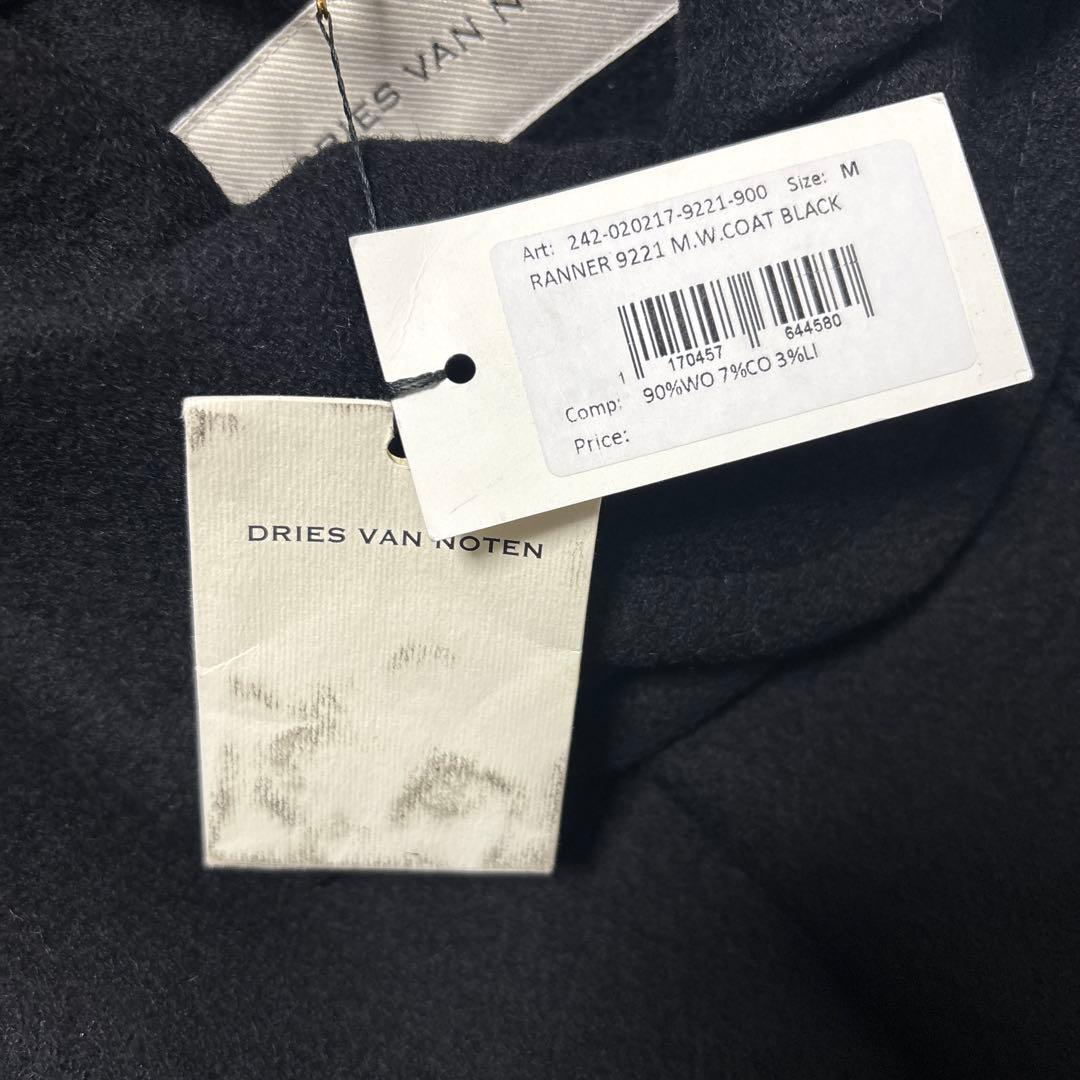 DRIES VAN N
Art: 242-020217-9221-900 Size: M
RANNER 9221 M.W.COAT BLACK
1 170457 644580
Comp: 90%WO 7%CO 3%LI
Price:
DRIES VAN NOTEN